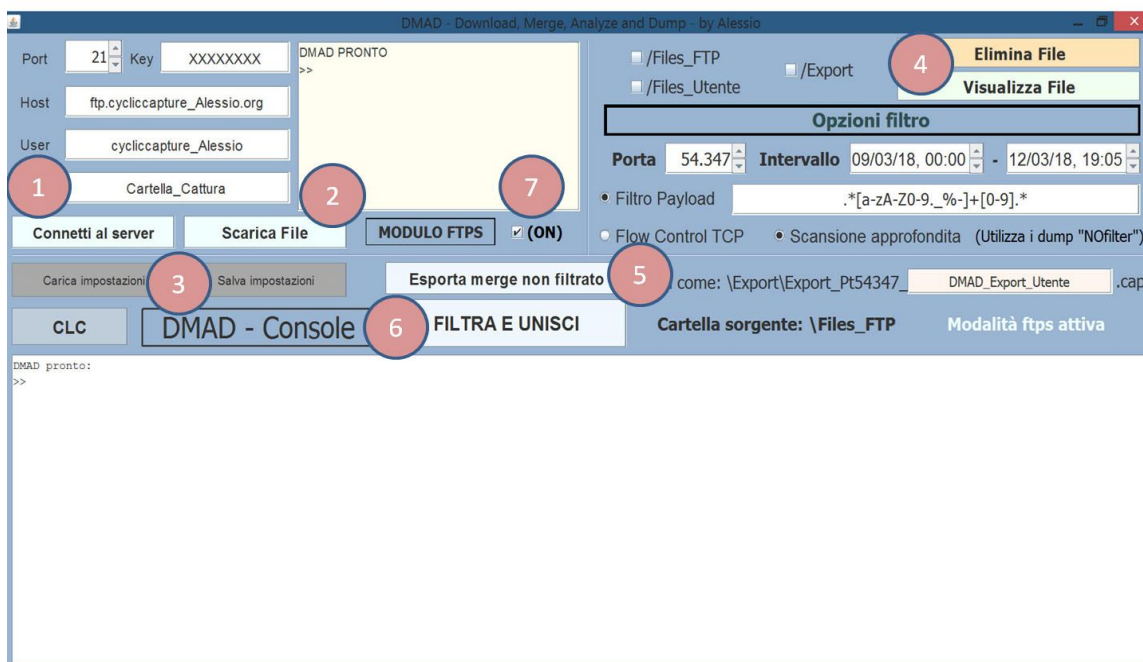 DMAD - Download, Merge, Analyze and Dump - by Alessio
Port 21 Key XXXXXXXX
Host ftp.cycliccapture_Alessio.org
User cycliccapture_Alessio
1 Cartella_Cattura
Connetti al server
2 Scarica File
DMAD PRONTO
>>
7
MODULO FTPS (ON)
/Files_FTP
/Files_Utente
/Export
4
Elimina File
Visualizza File
Opzioni filtro
Porta 54.347 Intervallo 09/03/18, 00:00 - 12/03/18, 19:05
Filtro Payload .*[a-zA-Z0-9._%-]+[0-9].*
Flow Control TCP Scansione approfondita (Utilizza i dump "NOfilter")
Carica impostazioni 3 Salva impostazioni
Esporta merge non filtrato 5 come: \Export\Export_Pt54347_ DMAD_Export_Utente .cap
CLC DMAD - Console 6 FILTRA E UNISCI Cartella sorgente: \Files_FTP Modalità ftps attiva
DMAD pronto:
>>